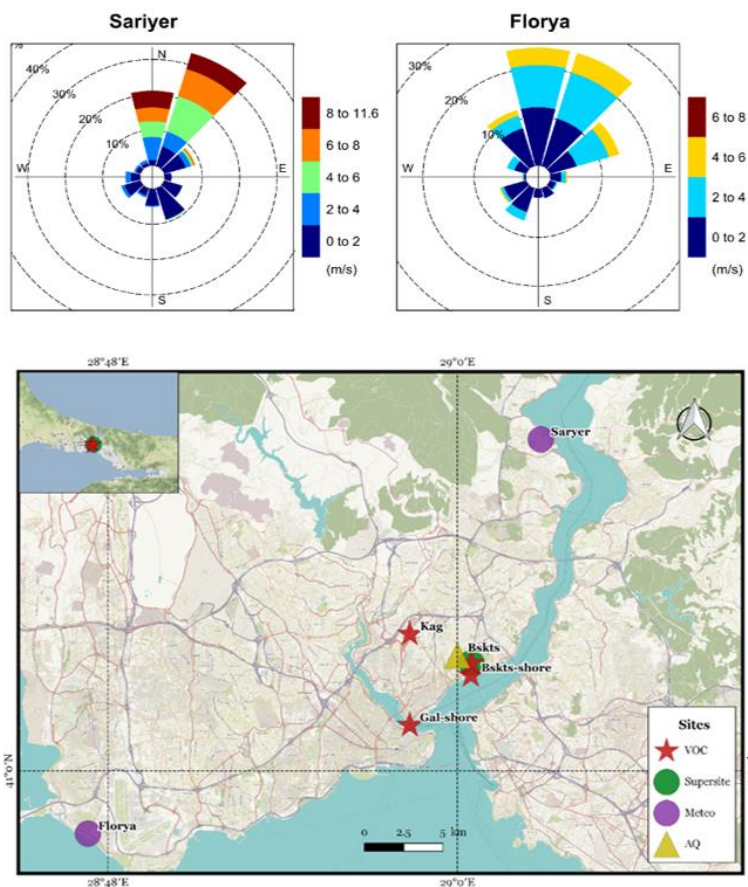 Sariyer
Florya
%
40%
30%
20%
10%
N
W
E
S
8 to 11.6
6 to 8
4 to 6
2 to 4
0 to 2
(m/s)
30%
20%
10%
N
W
E
S
6 to 8
4 to 6
2 to 4
0 to 2
(m/s)
28°48'E
29°0'E
Saryer
Kag
Bskts
Bskts-shore
Gal-shore
41°0'N
Florya
0 2.5 5 km
Sites
VOC
Supersite
Meteo
AQ
28°48'E
29°0'E